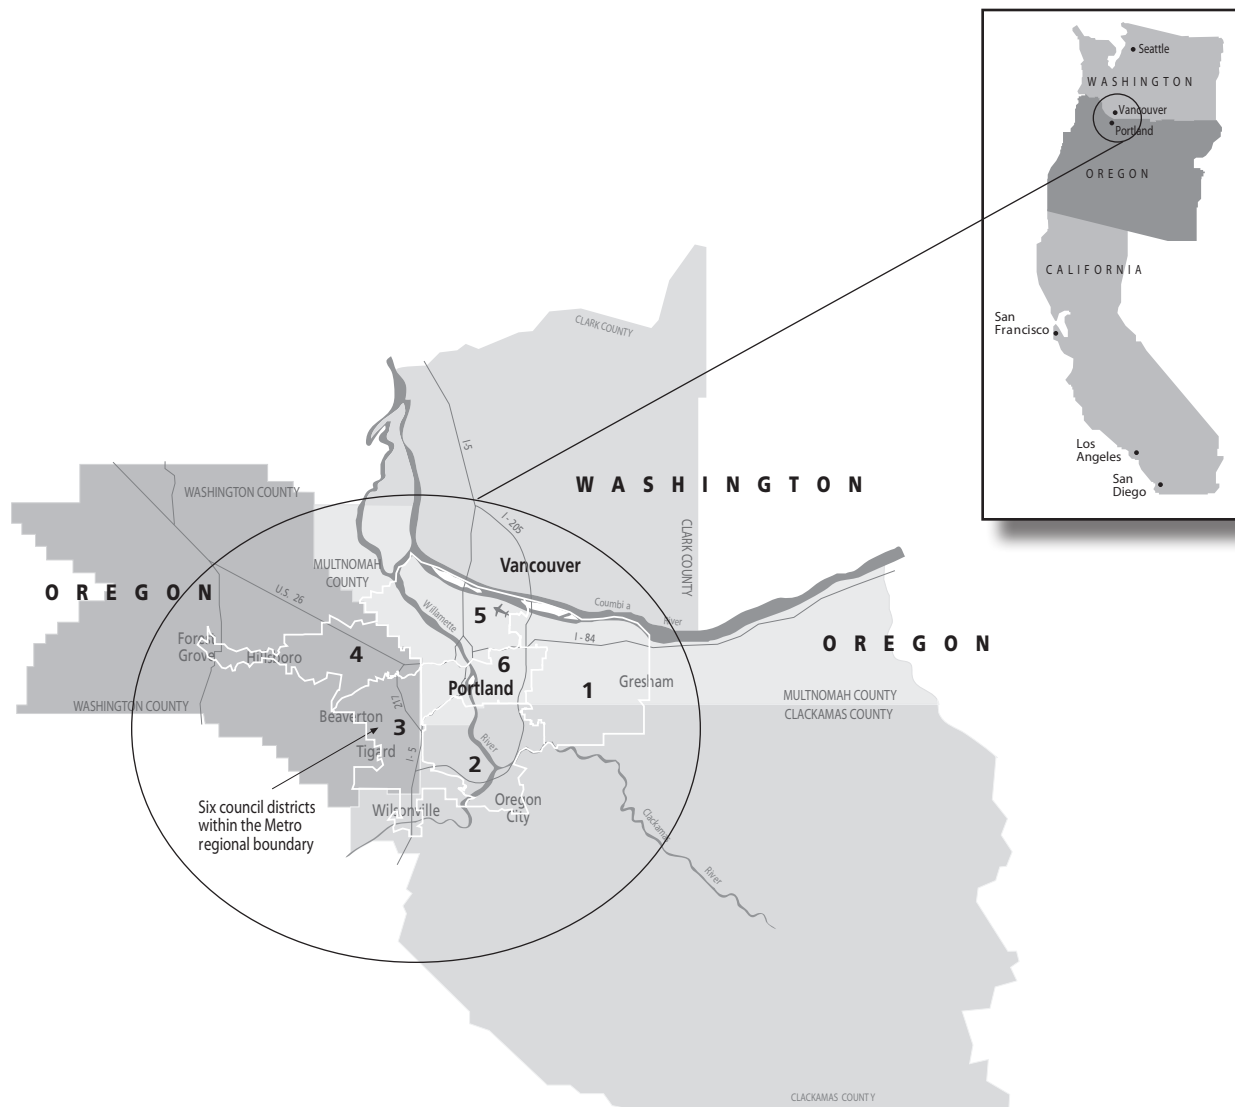 Seattle
WASHINGTON
Vancouver
Portland
OREGON
CALIFORNIA
San
Francisco
Los
Angeles
San
Diego
CLARK COUNTY
I-5
WASHINGTON
WASHINGTON COUNTY
I - 205
CLARK COUNTY
Vancouver
MULTNOMAH
COUNTY
OREGON
U.S. 26
Willamette
5
Coumbi a
River
I - 84
OREGON
Forest
Grove
Hillsboro
4
6
Portland
1
Gresham
MULTNOMAH COUNTY
CLACKAMAS COUNTY
WASHINGTON COUNTY
217
Beaverton
3
Tigard
I - 5
River
2
Six council districts
within the Metro
regional boundary
Wilsonville
Oregon
City
Clackamas
River
CLACKAMAS COUNTY